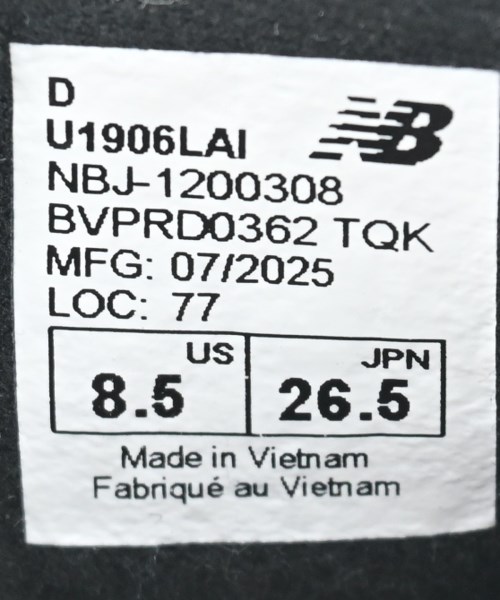 D
U1906LAI
NBJ-1200308
BVPRD0362 TQK
MFG: 07/2025
LOC: 77
US
8.5
JPN
26.5
Made in Vietnam
Fabriqué au Vietnam
NB